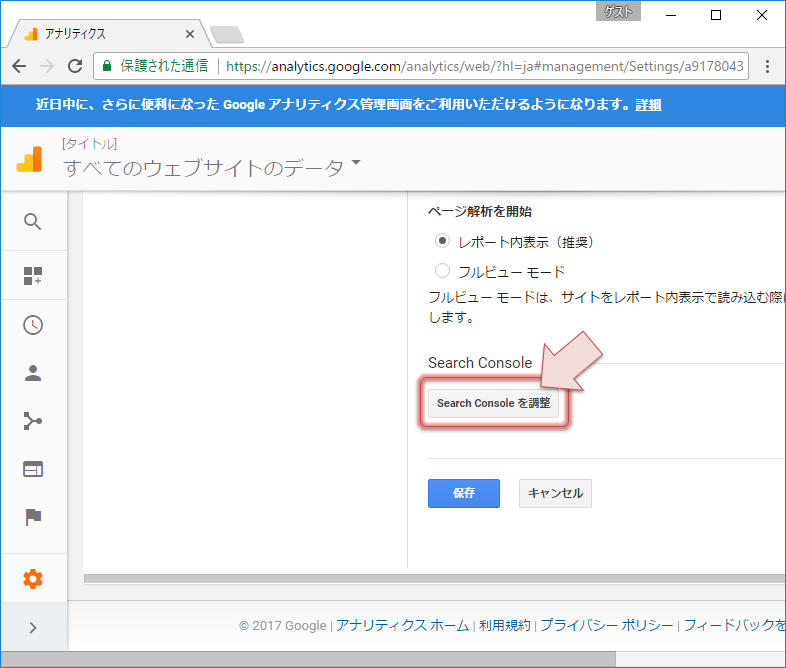 ゲスト
アナリティクス
保護された通信
https://analytics.google.com/analytics/web/?hl=ja#management/Settings/a9178043
近日中に、さらに便利になった Google アナリティクス管理画面をご利用いただけるようになります。詳細
[タイトル]
すべてのウェブサイトのデータ
ページ解析を開始
レポート内表示（推奨）
フルビュー モード
フルビュー モードは、サイトをレポート内表示で読み込む際に
します。
Search Console
Search Console を調整
保存
キャンセル
© 2017 Google | アナリティクス ホーム | 利用規約 | プライバシー ポリシー | フィードバックを